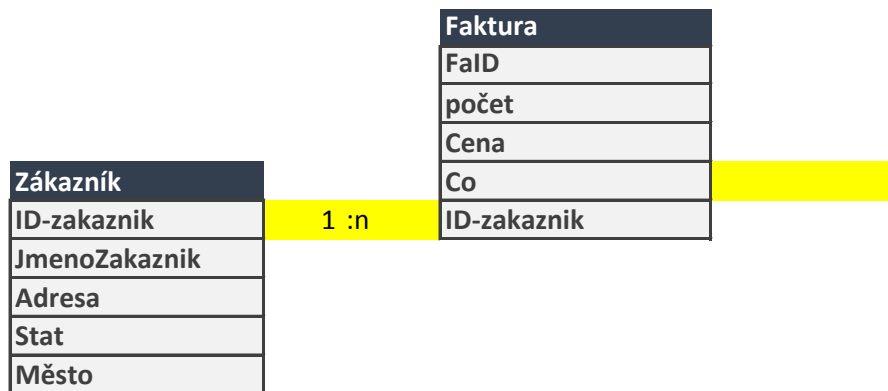 Faktura
FaID
počet
Cena
Co
ID-zakaznik
Zákazník
ID-zakaznik
1 :n
JmenoZakaznik
Adresa
Stat
Město